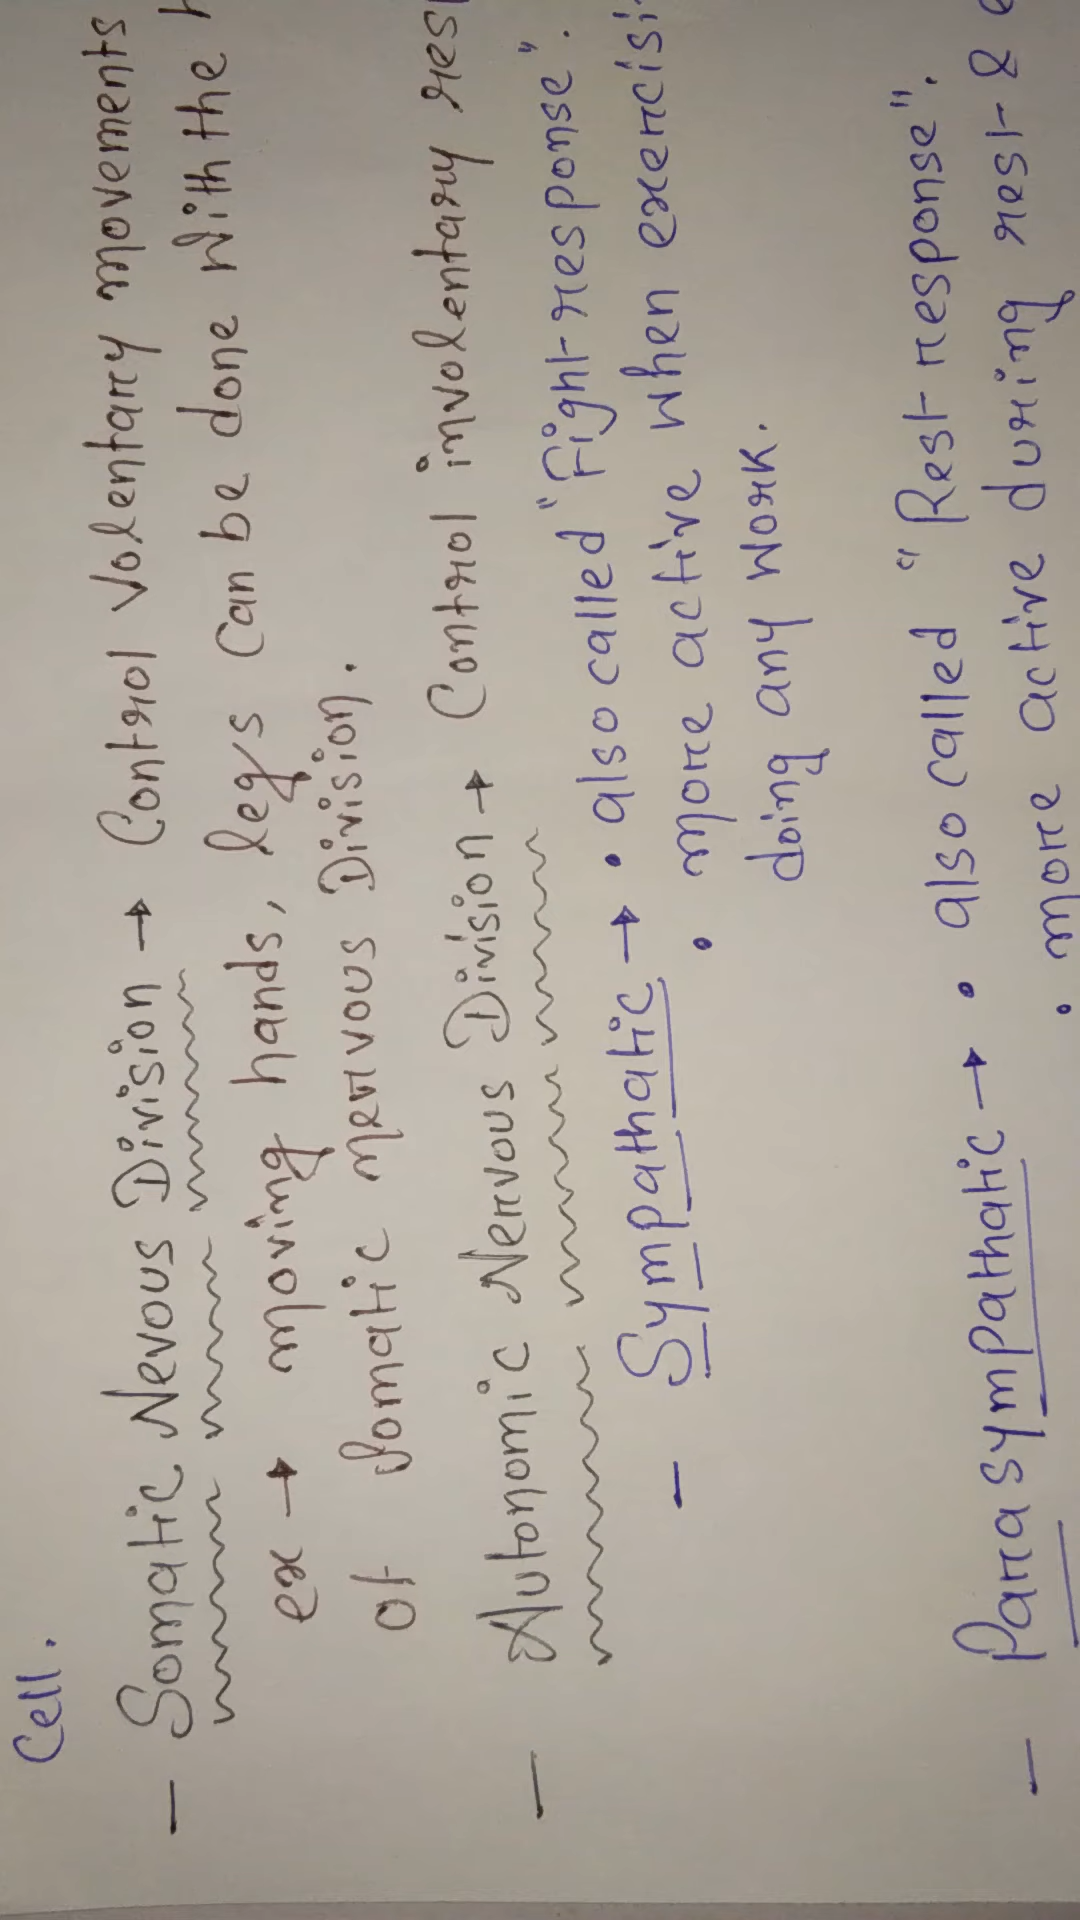 Cell.
– Somatic Nevous Division → Control Volentary movements
ex → moving hands, legs can be done with the
of Somatic nervous Division.
– Autonomic Nervous Division → Control involentary
– Sympathatic → • also called "Fight-response".
• more active when
doing any work.
– Parasympathatic → • also called "Rest-response".
• more active during rest &